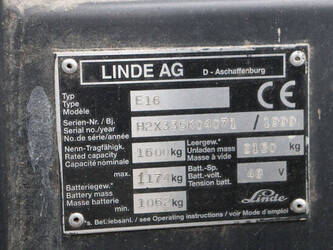 LINDE AG D - Aschaffenburg
Typ
Type E16
Modèle
Serien-Nr. / Bj.
Serial no./year / 1999
No. de série/année
Nenn-Tragfähigk. Leergew.*
Rated capacity 1600 kg Unladen mass kg
Capacité nominale Masse à vide
max. Batt.-Sp.
Batteriegew.* 1174 kg Batt.-volt. 48 V
Battery mass Tension batt.
Masse batterie min. 1062 kg Linde
*s. Betriebsanl. / see Operating instructions / voir Mode d'emploi
CE